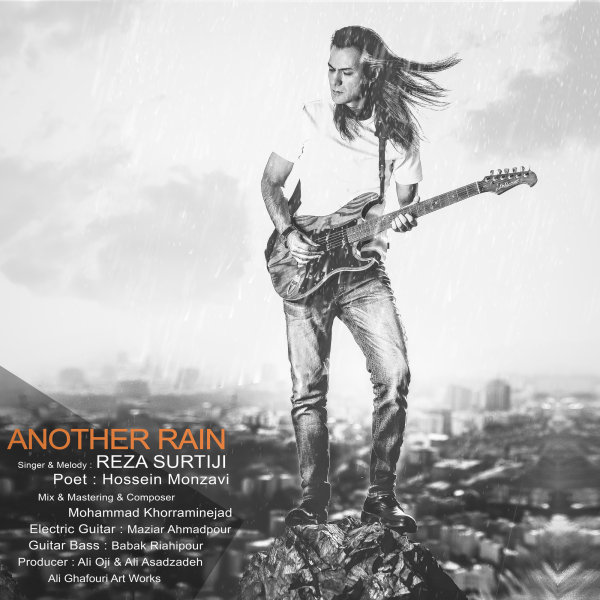 ANOTHER RAIN
Singer & Melody : REZA SURTIJI
Poet : Hossein Monzavi
Mix & Mastering & Composer
Mohammad Khorraminejad
Electric Guitar : Maziar Ahmadpour
Guitar Bass : Babak Riahipour
Producer : Ali Oji & Ali Asadzadeh
Ali Ghafouri Art Works